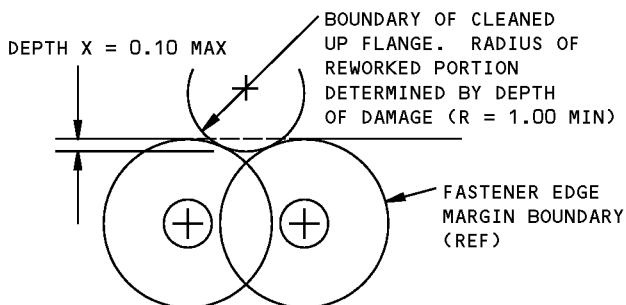 BOUNDARY OF CLEANED
UP FLANGE. RADIUS OF
REWORKED PORTION
DETERMINED BY DEPTH
OF DAMAGE (R = 1.00 MIN)
DEPTH X = 0.10 MAX
FASTENER EDGE
MARGIN BOUNDARY
(REF)